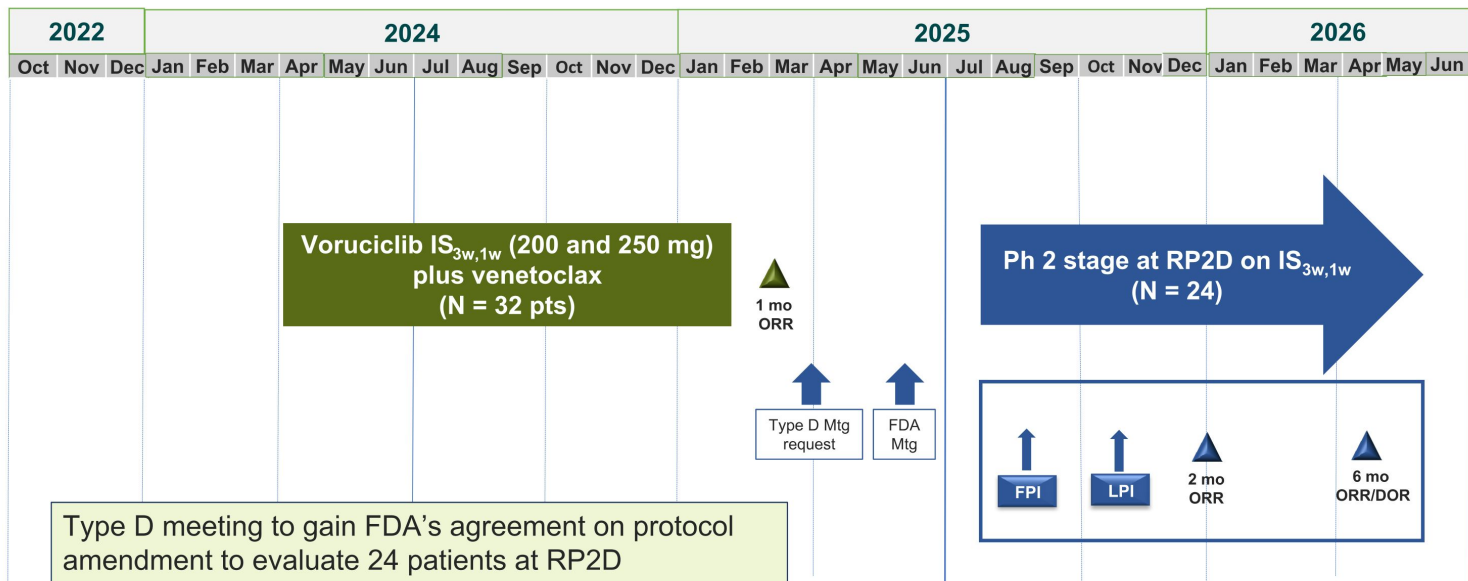 2022 2024 2025 2026
Oct Nov Dec Jan Feb Mar Apr May Jun Jul Aug Sep Oct Nov Dec Jan Feb Mar Apr May Jun Jul Aug Sep Oct Nov Dec Jan Feb Mar Apr May Jun
Voruciclib IS3w,1w (200 and 250 mg)
plus venetoclax
(N = 32 pts)
1 mo
ORR
Ph 2 stage at RP2D on IS3w,1w
(N = 24)
Type D Mtg
request
FDA
Mtg
FPI
LPI
2 mo
ORR
6 mo
ORR/DOR
Type D meeting to gain FDA's agreement on protocol
amendment to evaluate 24 patients at RP2D